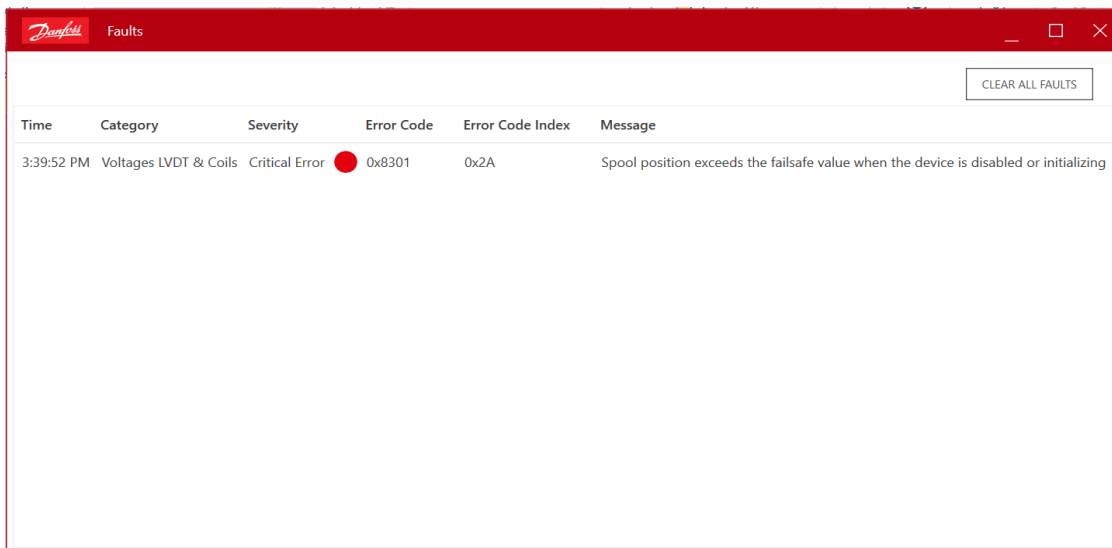 Danfoss Faults
CLEAR ALL FAULTS
Time Category Severity Error Code Error Code Index Message
3:39:52 PM Voltages LVDT & Coils Critical Error 0x8301 0x2A Spool position exceeds the failsafe value when the device is disabled or initializing